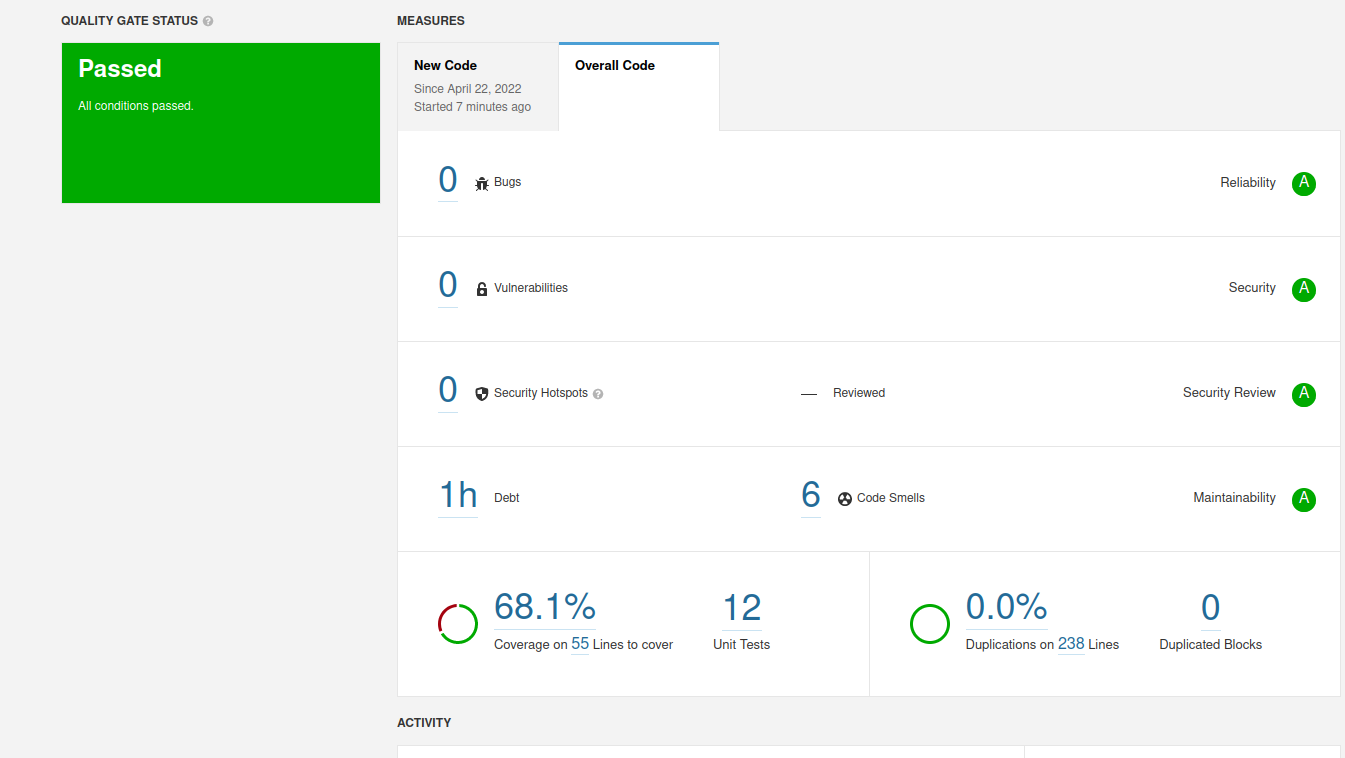 QUALITY GATE STATUS
MEASURES
Passed
All conditions passed.
New Code
Since April 22, 2022
Started 7 minutes ago
Overall Code
0 Bugs
Reliability A
0 Vulnerabilities
Security A
0 Security Hotspots ?
— Reviewed
Security Review A
1h Debt
6 Code Smells
Maintainability A
68.1%
Coverage on 55 Lines to cover
12
Unit Tests
0.0%
Duplications on 238 Lines
0
Duplicated Blocks
ACTIVITY